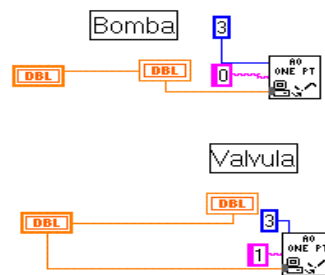 Bomba
3
DBL
DBL
0
AO
ONE PT
Valvula
DBL
3
DBL
1
AO
ONE PT